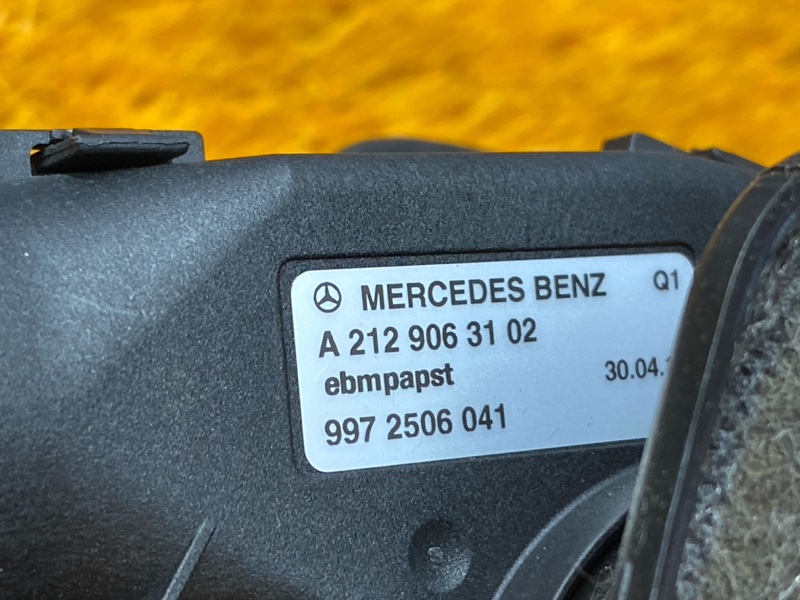 MERCEDES BENZ Q1
A 212 906 31 02
ebmpapst 30.04.
997 2506 041